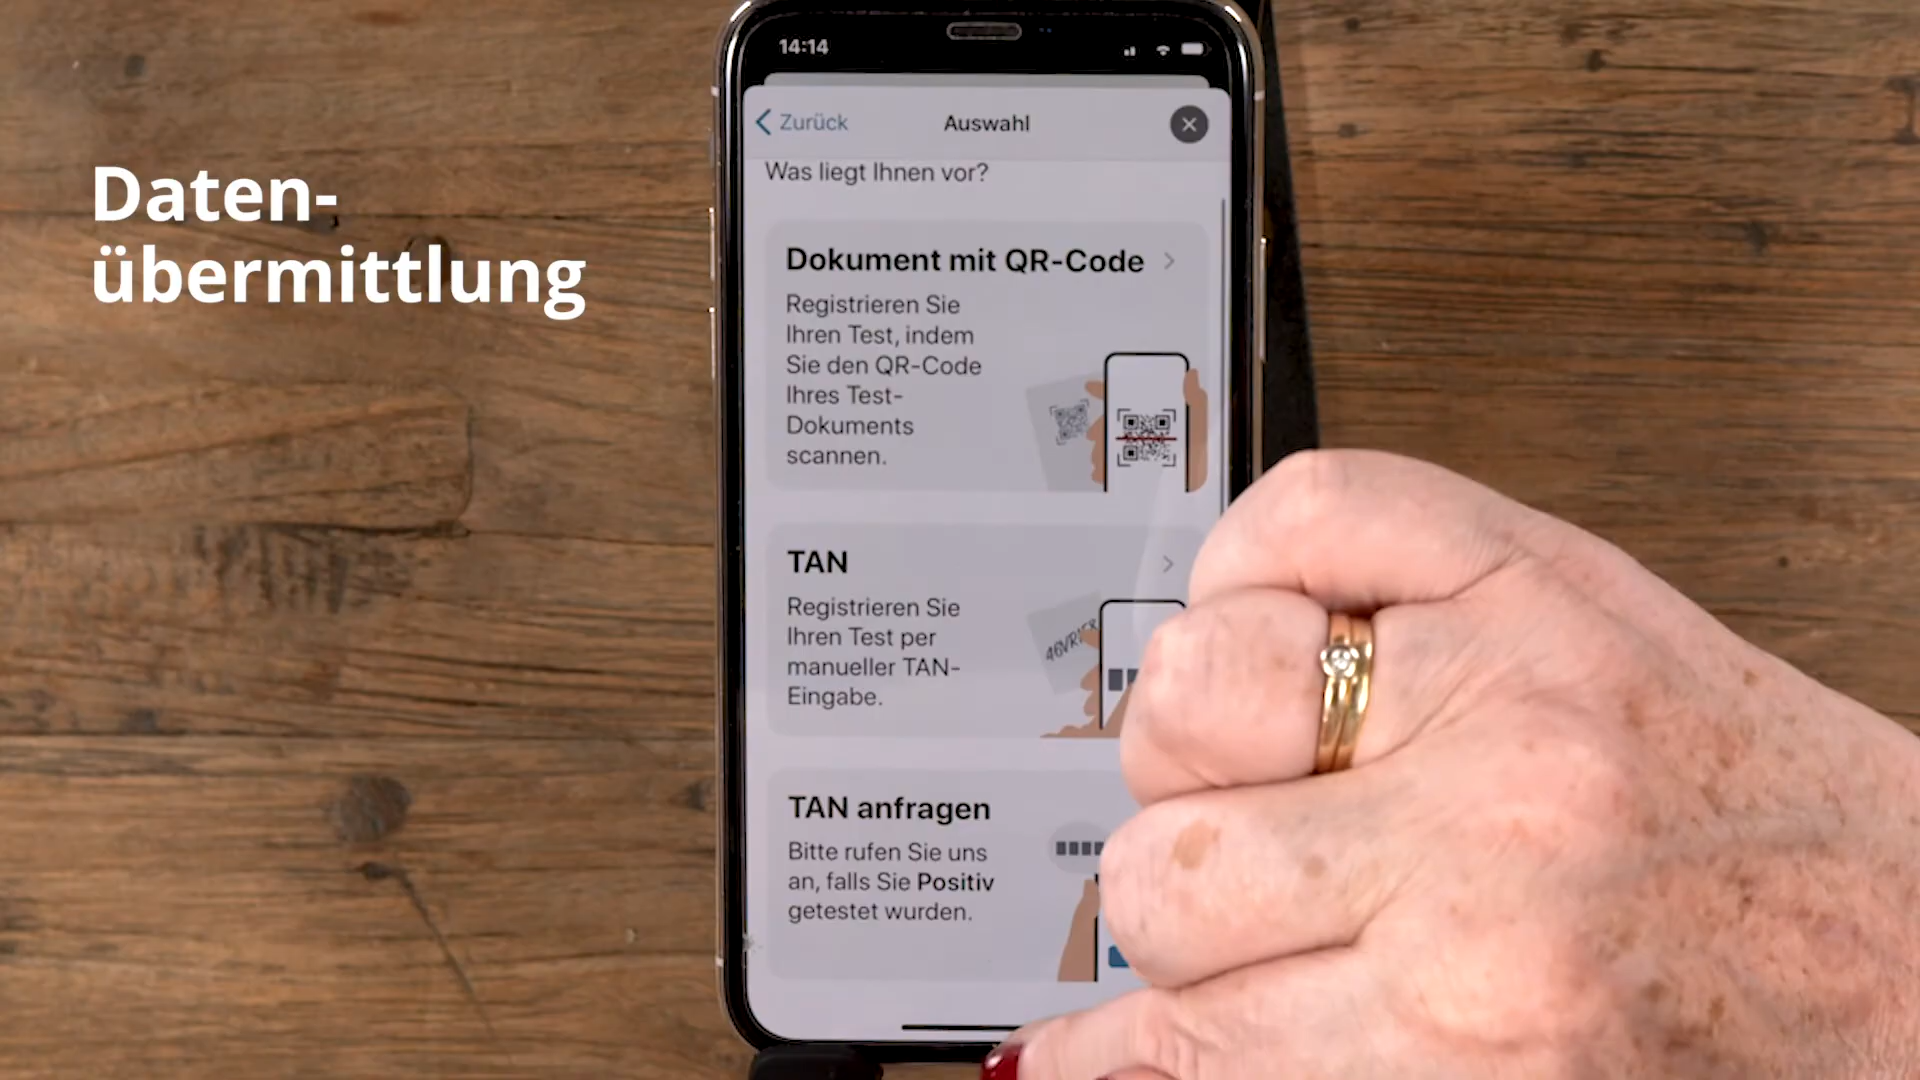 Daten-
übermittlung
14:14
Zurück
Auswahl
Was liegt Ihnen vor?
Dokument mit QR-Code
Registrieren Sie
Ihren Test, indem
Sie den QR-Code
Ihres Test-
Dokuments
scannen.
TAN
Registrieren Sie
Ihren Test per
manueller TAN-
Eingabe.
TAN anfragen
Bitte rufen Sie uns
an, falls Sie Positiv
getestet wurden.